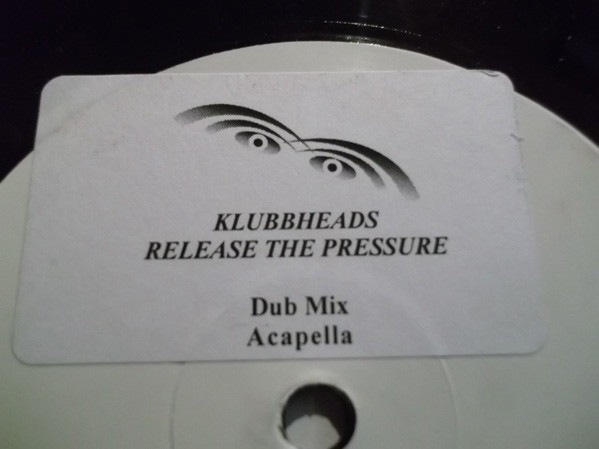 KLUBBHEADS
RELEASE THE PRESSURE
Dub Mix
Acapella